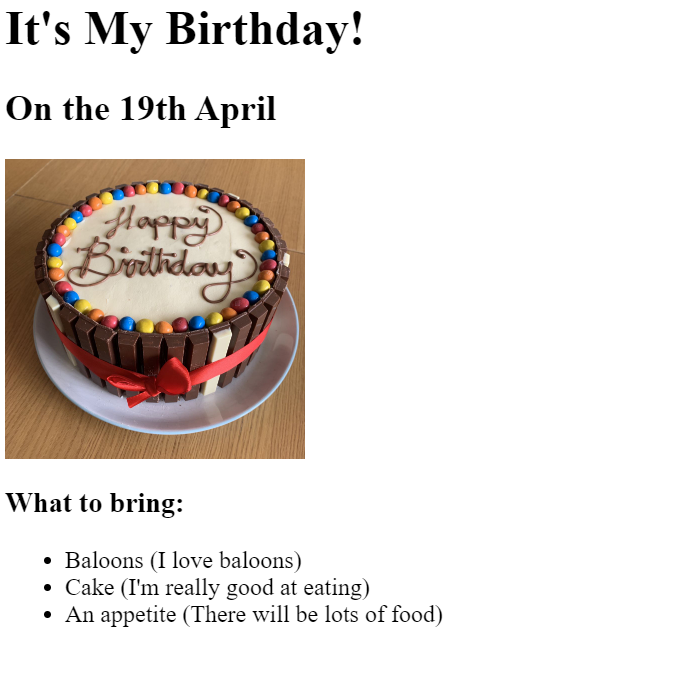 It's My Birthday!
On the 19th April
Happy
Birthday
What to bring:
Baloons (I love baloons)
Cake (I'm really good at eating)
An appetite (There will be lots of food)